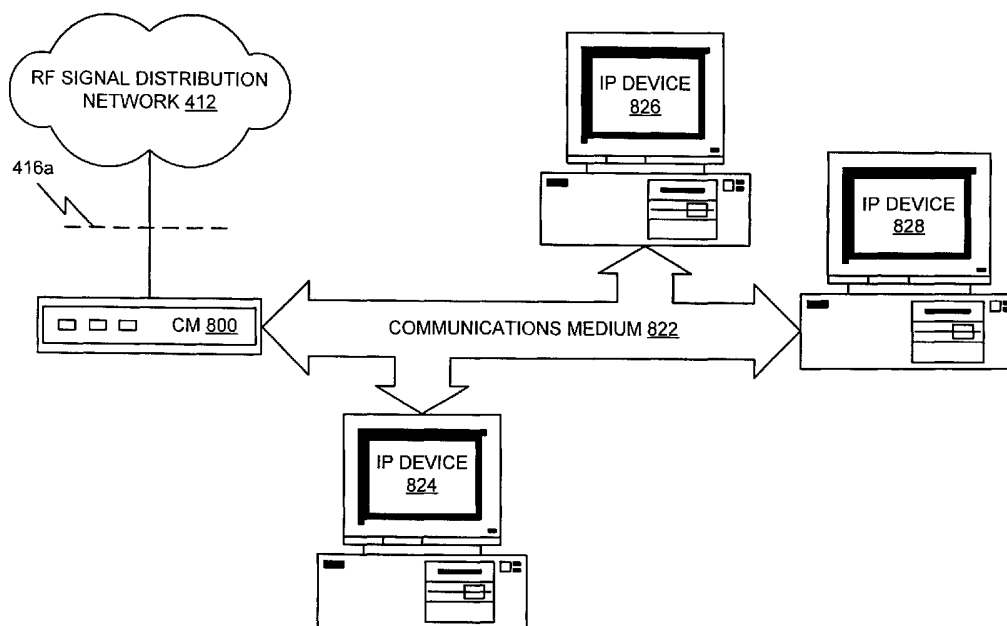 RF SIGNAL DISTRIBUTION
NETWORK 412
416a
IP DEVICE
826
IP DEVICE
828
CM 800
COMMUNICATIONS MEDIUM 822
IP DEVICE
824